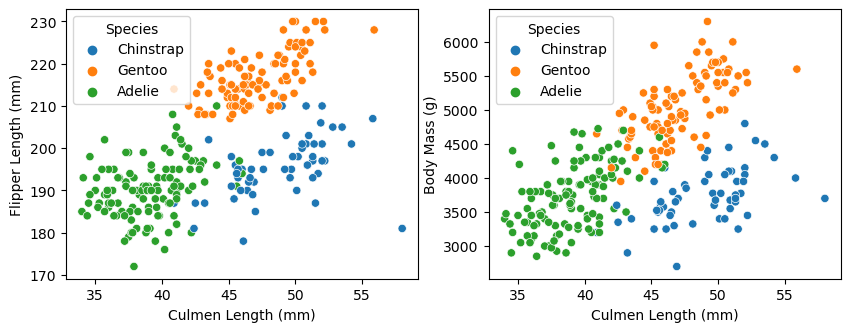 Species
Chinstrap
Gentoo
Adelie
230
220
210
200
190
180
170
Flipper Length (mm)
35 40 45 50 55
Culmen Length (mm)
Species
Chinstrap
Gentoo
Adelie
6000
5500
5000
4500
4000
3500
3000
Body Mass (g)
35 40 45 50 55
Culmen Length (mm)